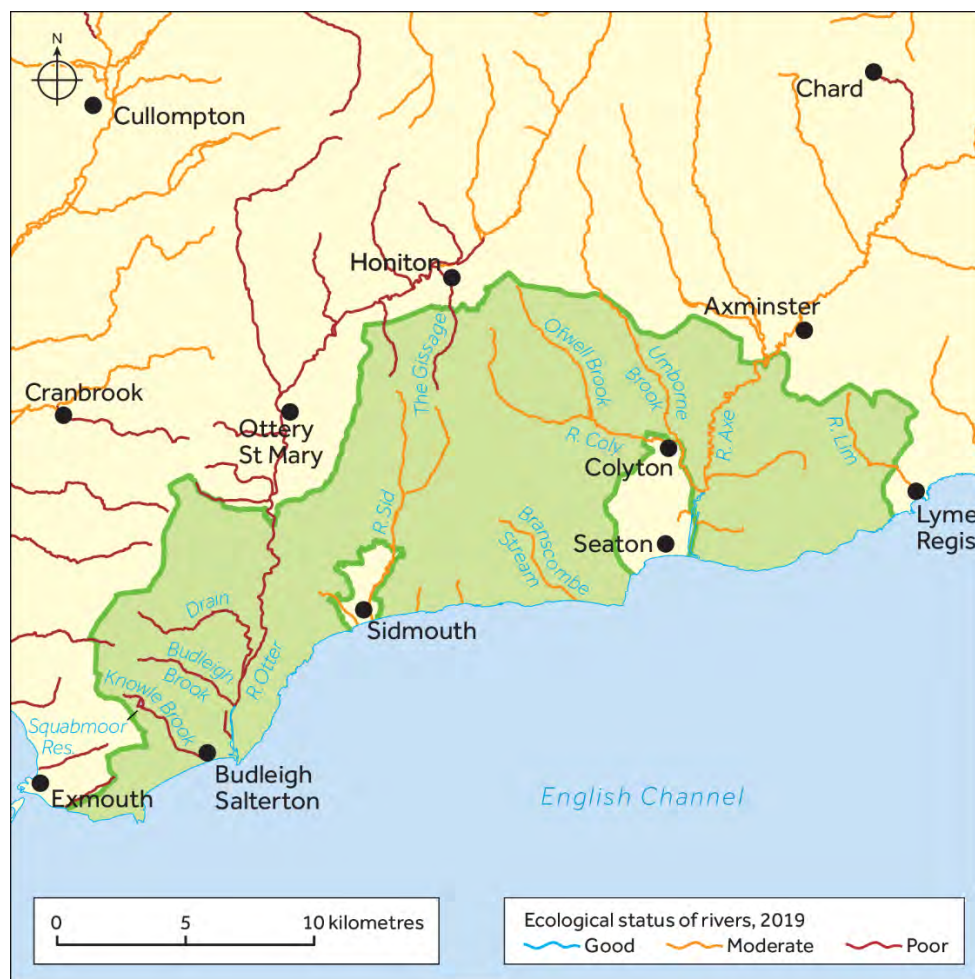 N
Cullompton
Chard
Honiton
Axminster
The Gissage
Ofwell Brook
Umborne
Brook
Cranbrook
Ottery
St Mary
R. Coly
Colyton
R. Axe
R. Lim
Lyme
Regis
R. Sid
Branscombe
Stream
Seaton
Drain
Sidmouth
Budleigh
Brook
R.Otter
Knowle Brook
Squabmoor
Res.
Exmouth
Budleigh
Salterton
English Channel
0 5 10 kilometres
Ecological status of rivers, 2019
Good Moderate Poor